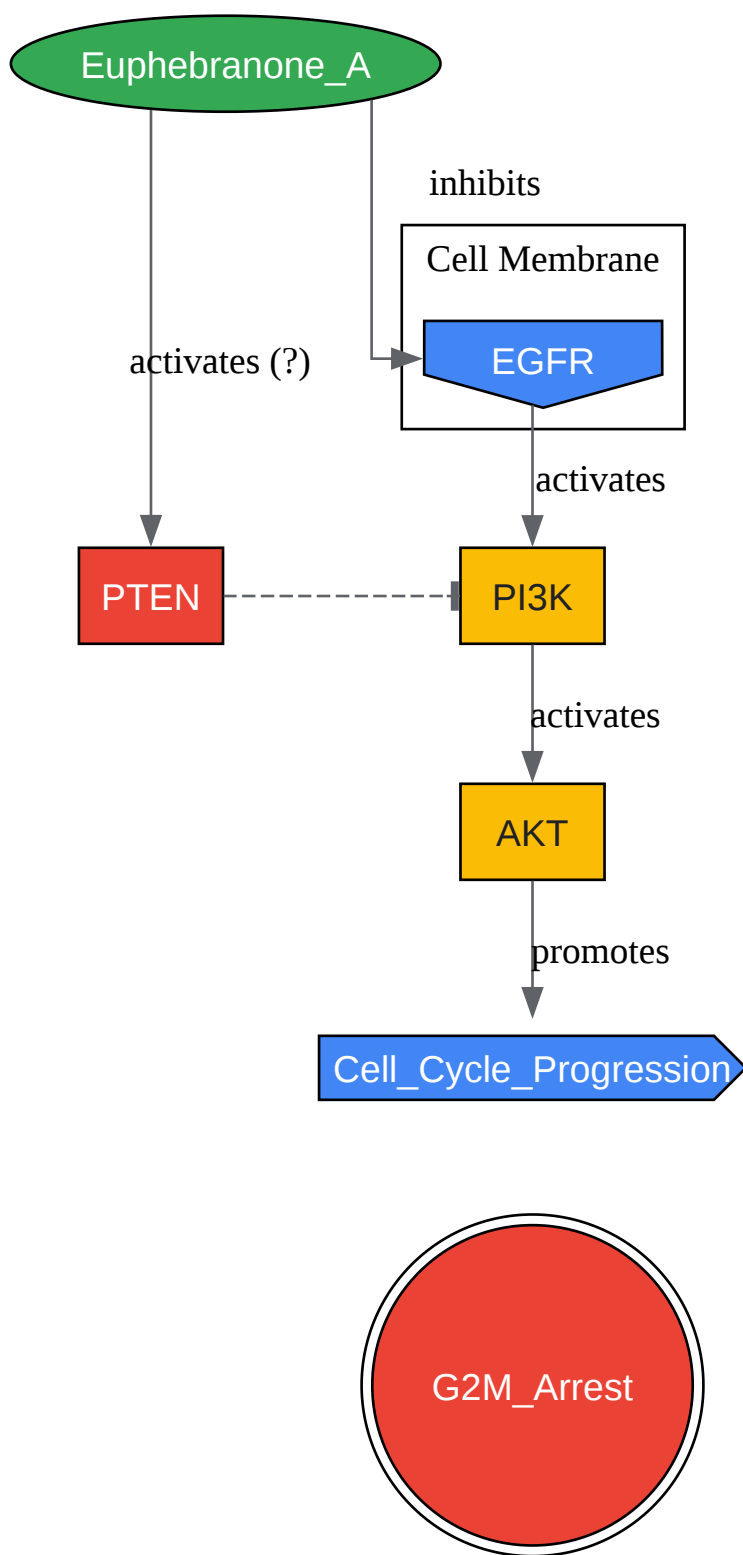 Euphebranone_A
inhibits
Cell Membrane
EGFR
activates (?)
activates
PTEN
PI3K
activates
AKT
promotes
Cell_Cycle_Progression
G2M_Arrest